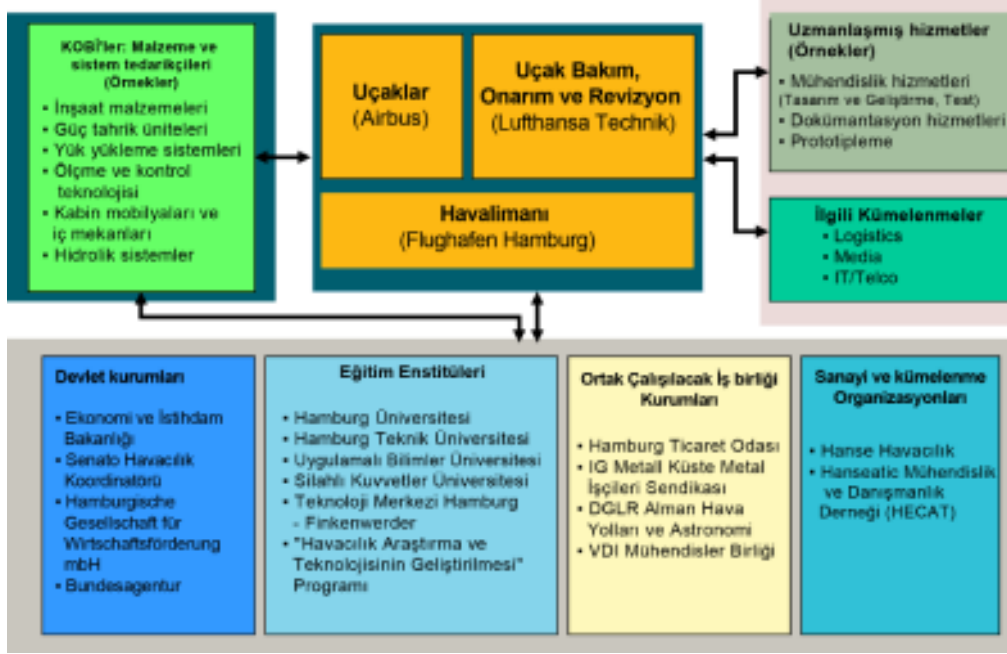 KOBİ'ler: Malzeme ve
sistem tedarikçileri
(Örnekler)
• İnşaat malzemeleri
• Güç tahrik üniteleri
• Yük yükleme sistemleri
• Ölçme ve kontrol
teknolojisi
• Kabin mobilyaları ve
iç mekanları
• Hidrolik sistemler
Uçaklar
(Airbus)
Uçak Bakım,
Onarım ve Revizyon
(Lufthansa Technik)
Havalimanı
(Flughafen Hamburg)
Uzmanlaşmış hizmetler
(Örnekler)
• Mühendislik hizmetleri
(Tasarım ve Geliştirme, Test)
• Dokümantasyon hizmetleri
• Prototipleme
İlgili Kümelenmeler
• Logistics
• Media
• IT/Telco
Devlet kurumları
• Ekonomi ve İstihdam
Bakanlığı
• Senato Havacılık
Koordinatörü
• Hamburgische
Gesellschaft für
Wirtschaftsförderung
mbH
• Bundesagentur
Eğitim Enstitüleri
• Hamburg Üniversitesi
• Hamburg Teknik Üniversitesi
• Uygulamalı Bilimler Üniversitesi
• Silahlı Kuvvetler Üniversitesi
• Teknoloji Merkezi Hamburg
- Finkenwerder
• "Havacılık Araştırma ve
Teknolojisinin Geliştirilmesi"
Programı
Ortak Çalışılacak İş birliği
Kurumları
• Hamburg Ticaret Odası
• IG Metall Küste Metal
İşçileri Sendikası
• DGLR Alman Hava
Yolları ve Astronomi
• VDI Mühendisler Birliği
Sanayi ve kümelenme
Organizasyonları
• Hanse Havacılık
• Hanseatic Mühendislik
ve Danışmanlık
Derneği (HECAT)